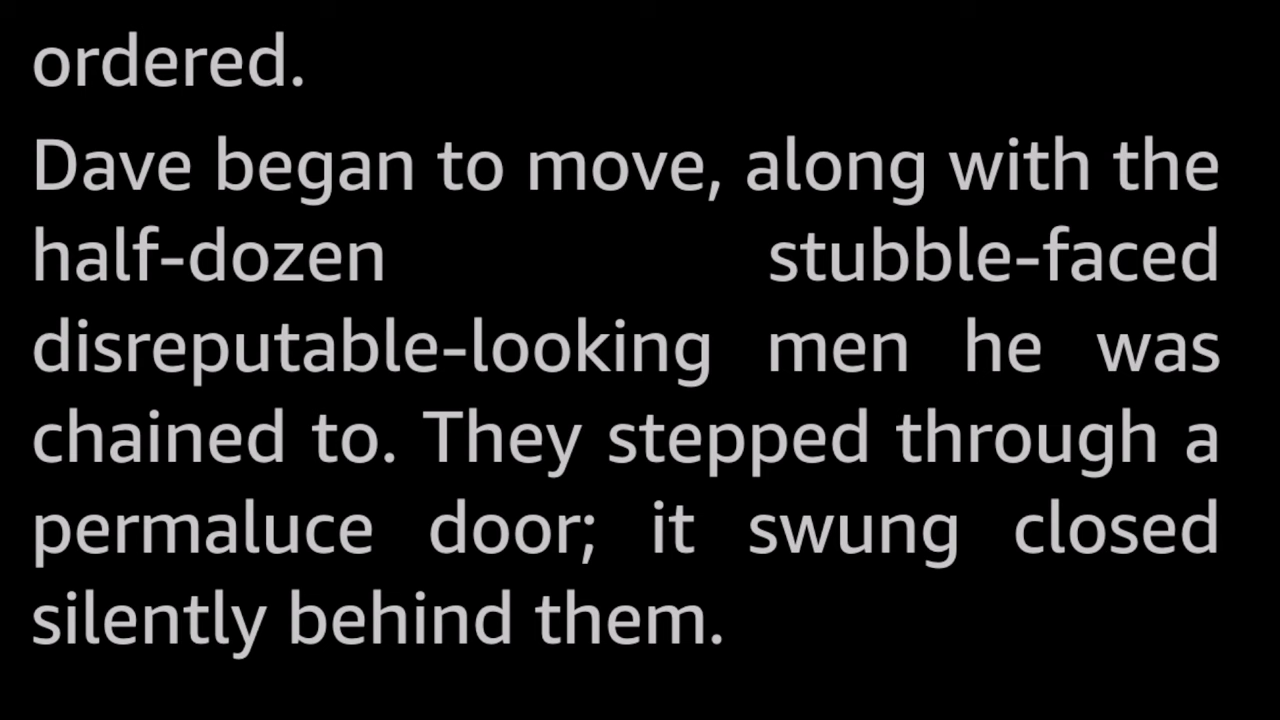 ordered.
Dave began to move, along with the
half-dozen stubble-faced
disreputable-looking men he was
chained to. They stepped through a
permaluce door; it swung closed
silently behind them.